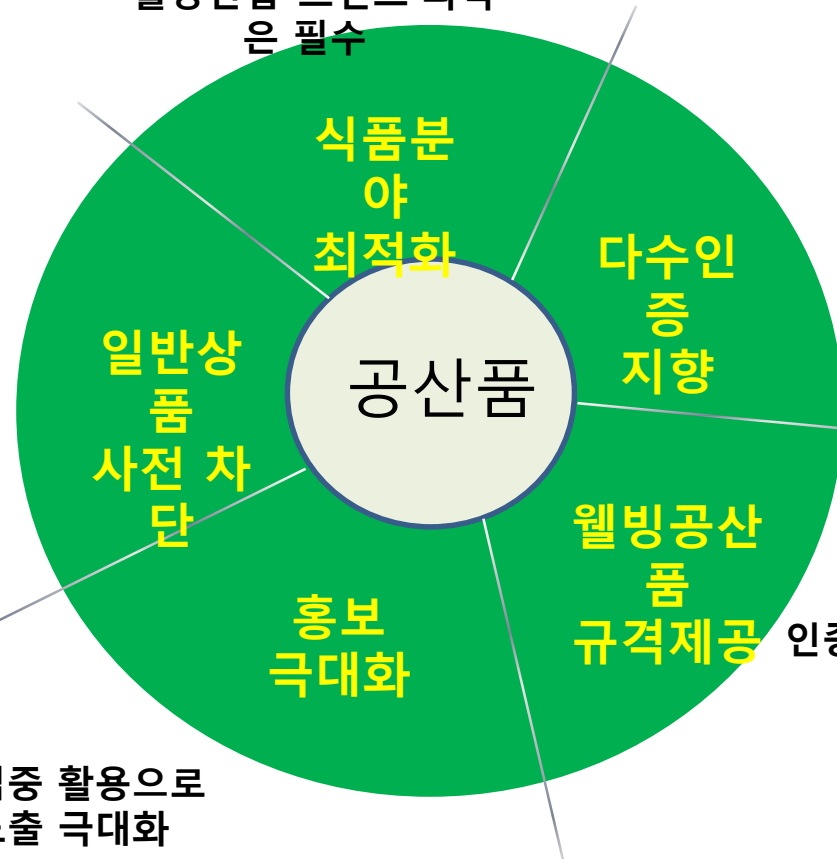 은 필수
식품분
야
최적화
다수인
증
지향
일반상
품
사전 차
단
공산품
웰빙공산
품
규격제공
홍보
극대화
활용으로
극대화